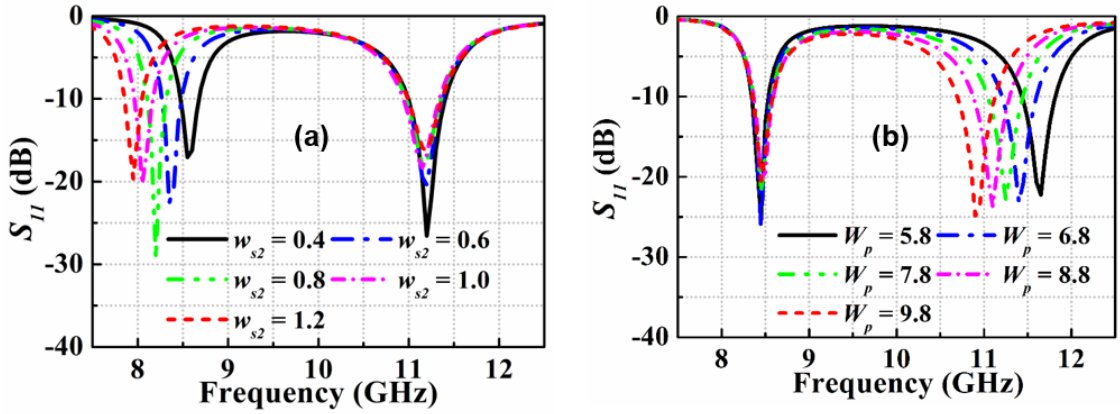 0
-10
-20
-30
-40
S11 (dB)
(a)
ws2 = 0.4
ws2 = 0.6
ws2 = 0.8
ws2 = 1.0
ws2 = 1.2
8 9 10 11 12
Frequency (GHz)
0
-10
-20
-30
-40
S11 (dB)
(b)
Wp = 5.8
Wp = 6.8
Wp = 7.8
Wp = 8.8
Wp = 9.8
8 9 10 11 12
Frequency (GHz)